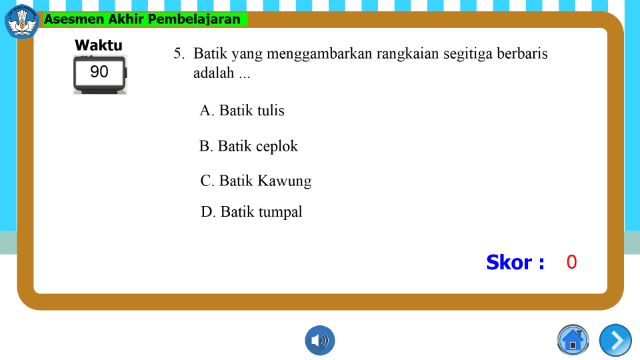 Asesmen Akhir Pembelajaran
Waktu
90
5. Batik yang menggambarkan rangkaian segitiga berbaris
adalah ...
A. Batik tulis
B. Batik ceplok
C. Batik Kawung
D. Batik tumpal
Skor : 0